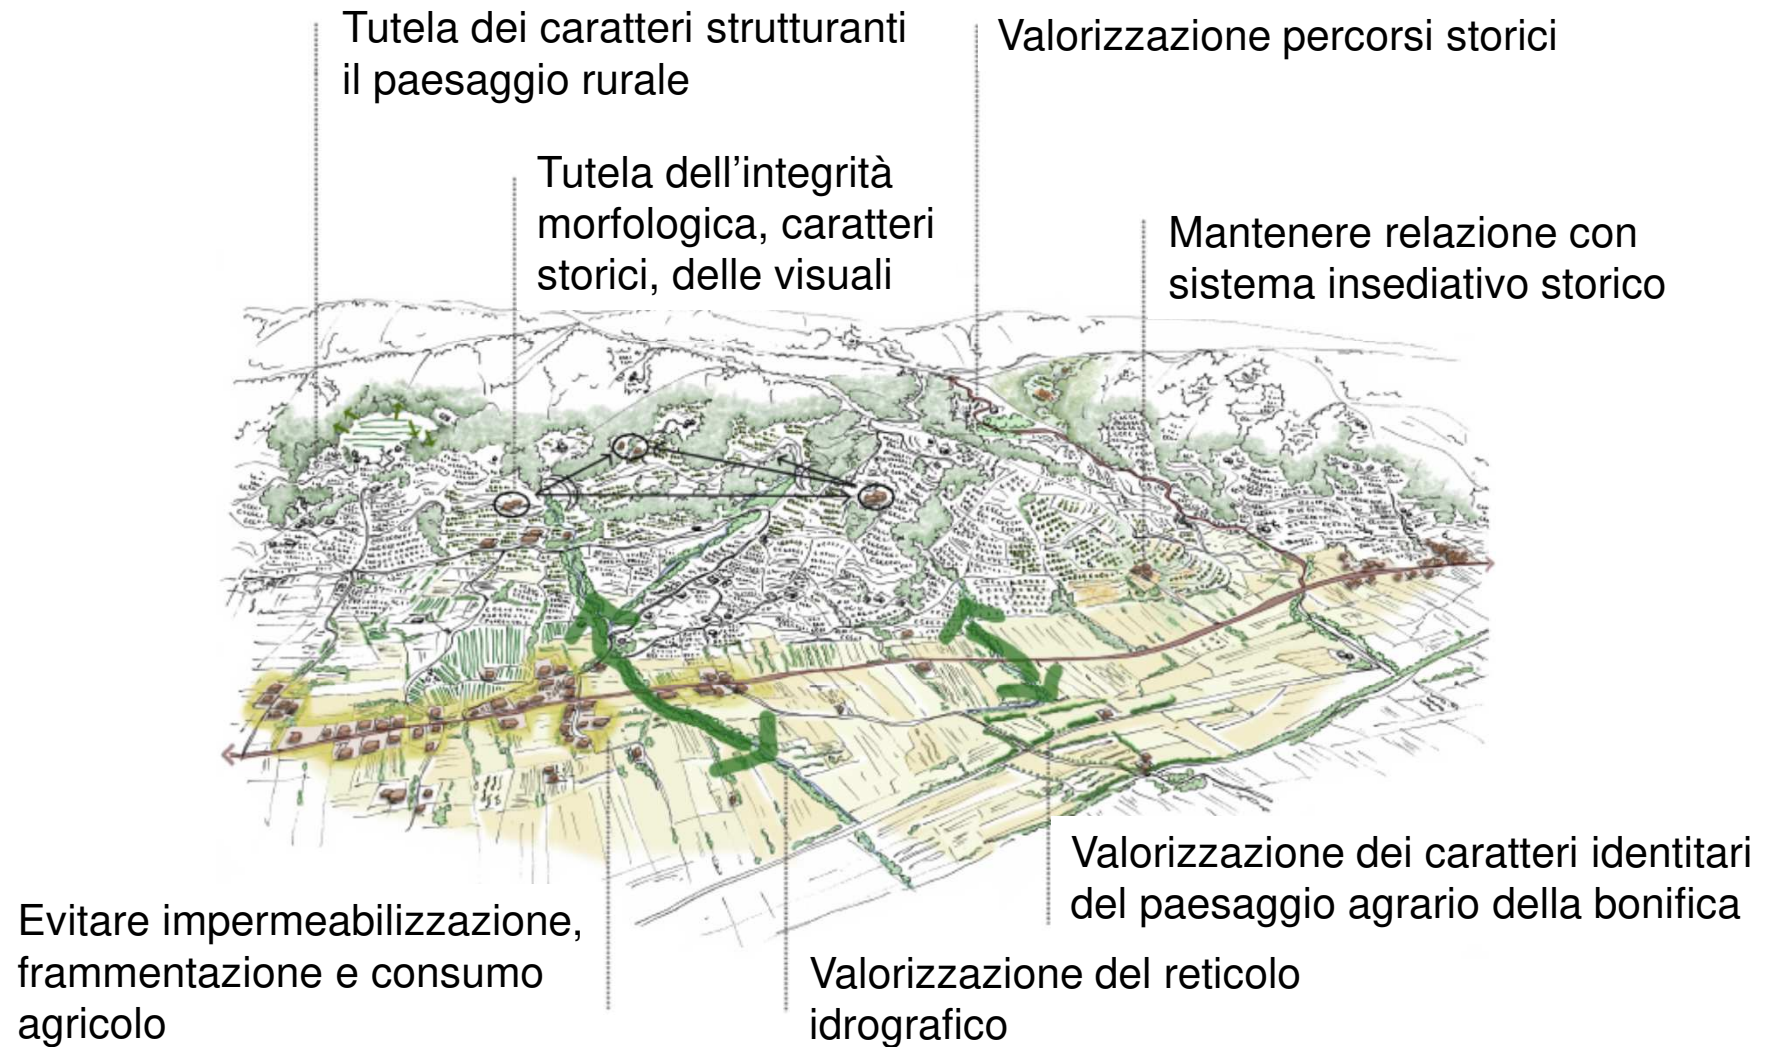 Tutela dei caratteri strutturanti
il paesaggio rurale
Valorizzazione percorsi storici
Tutela dell’integrità
morfologica, caratteri
storici, delle visuali
Mantenere relazione con
sistema insediativo storico
Valorizzazione dei caratteri identitari
del paesaggio agrario della bonifica
Evitare impermeabilizzazione,
frammentazione e consumo
agricolo
Valorizzazione del reticolo
idrografico